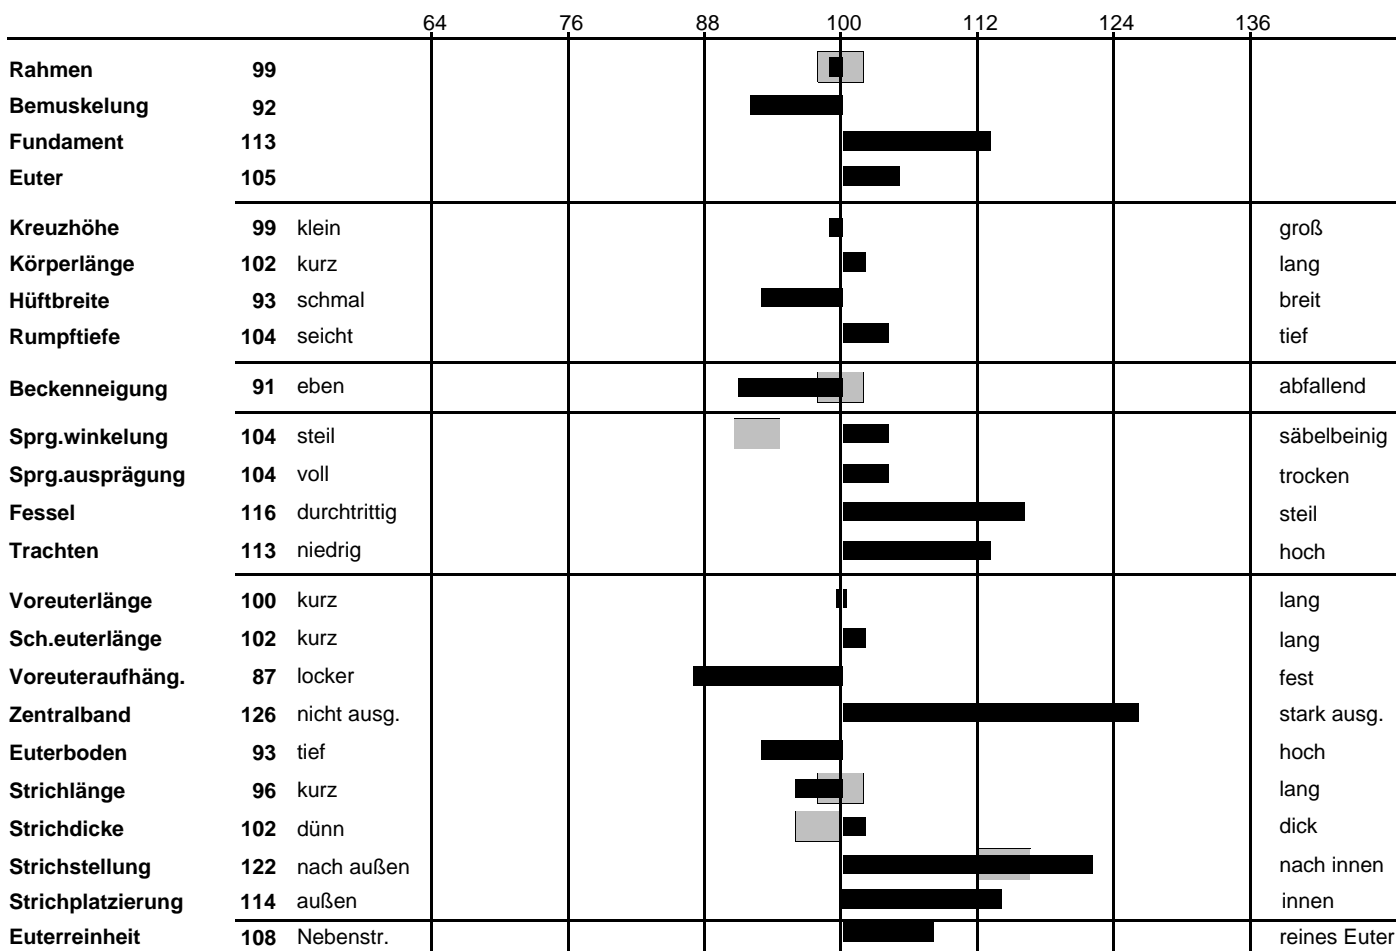 64 76 88 100 112 124 136
Rahmen 99
Bemuskelung 92
Fundament 113
Euter 105
Kreuzhöhe 99 klein groß
Körperlänge 102 kurz lang
Hüftbreite 93 schmal breit
Rumpftiefe 104 seicht tief
Beckenneigung 91 eben abfallend
Sprg.winkelung 104 steil säbelbeinig
Sprg.ausprägung 104 voll trocken
Fessel 116 durchtrittig steil
Trachten 113 niedrig hoch
Voreuterlänge 100 kurz lang
Sch.euterlänge 102 kurz lang
Voreuteraufhäng. 87 locker fest
Zentralband 126 nicht ausg. stark ausg.
Euterboden 93 tief hoch
Strichlänge 96 kurz lang
Strichdicke 102 dünn dick
Strichstellung 122 nach außen nach innen
Strichplatzierung 114 außen innen
Euterreinheit 108 Nebenstr. reines Euter